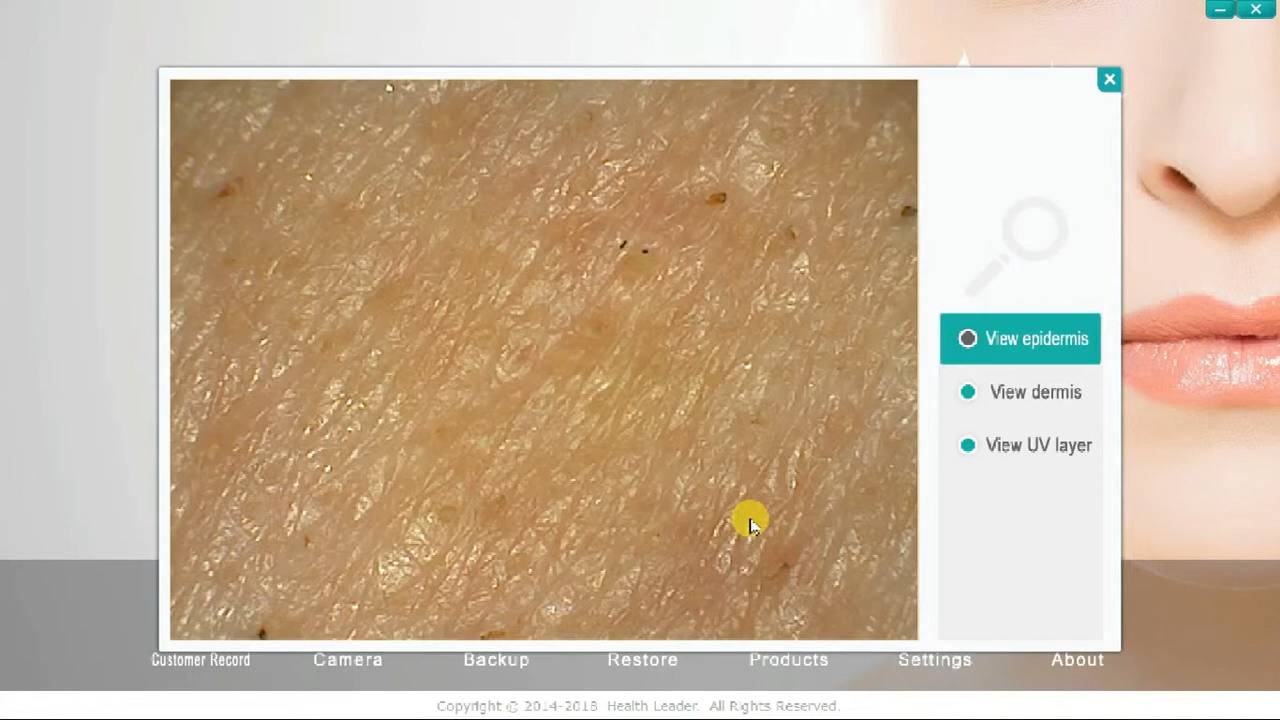 View epidermis
View dermis
View UV layer
Customer Record
Camera
Backup
Restore
Products
Settings
About
Copyright © 2014-2018 Health Leader. All Rights Reserved.